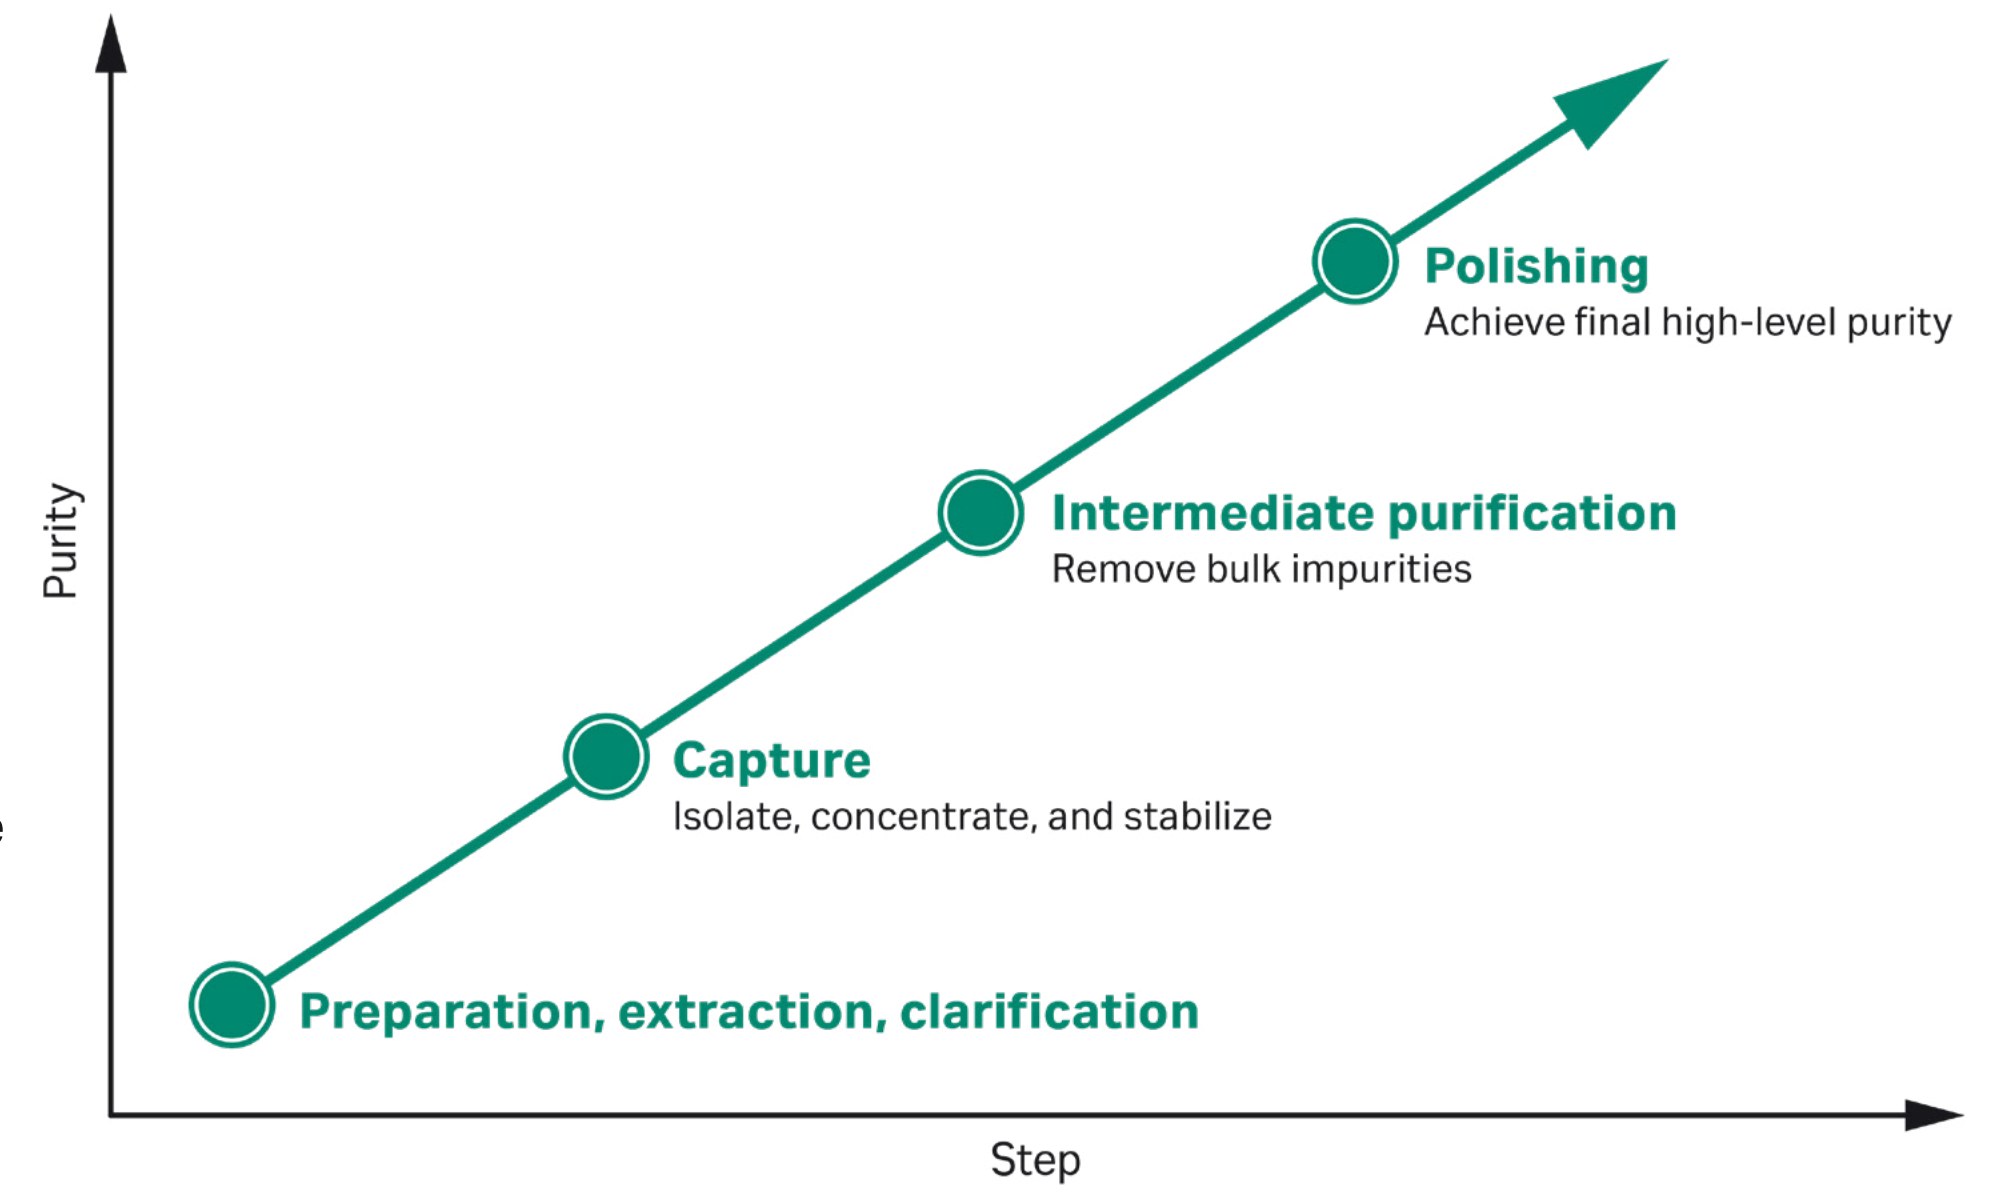 Polishing
Achieve final high-level purity
Intermediate purification
Remove bulk impurities
Purity
Capture
Isolate, concentrate, and stabilize
Preparation, extraction, clarification
Step